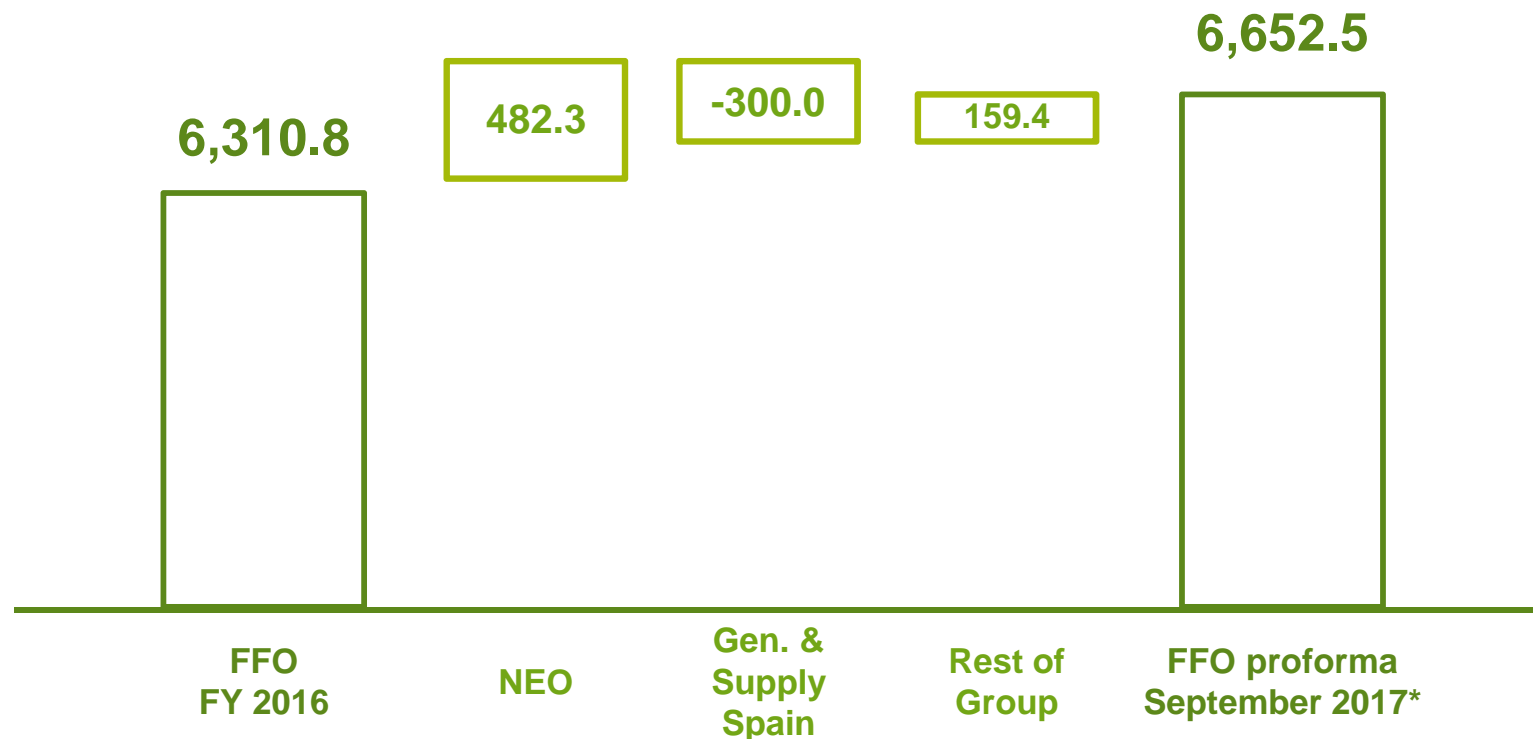 6,310.8
482.3
-300.0
159.4
6,652.5
FFO
FY 2016
NEO
Gen. &
Supply
Spain
Rest of
Group
FFO proforma
September 2017*